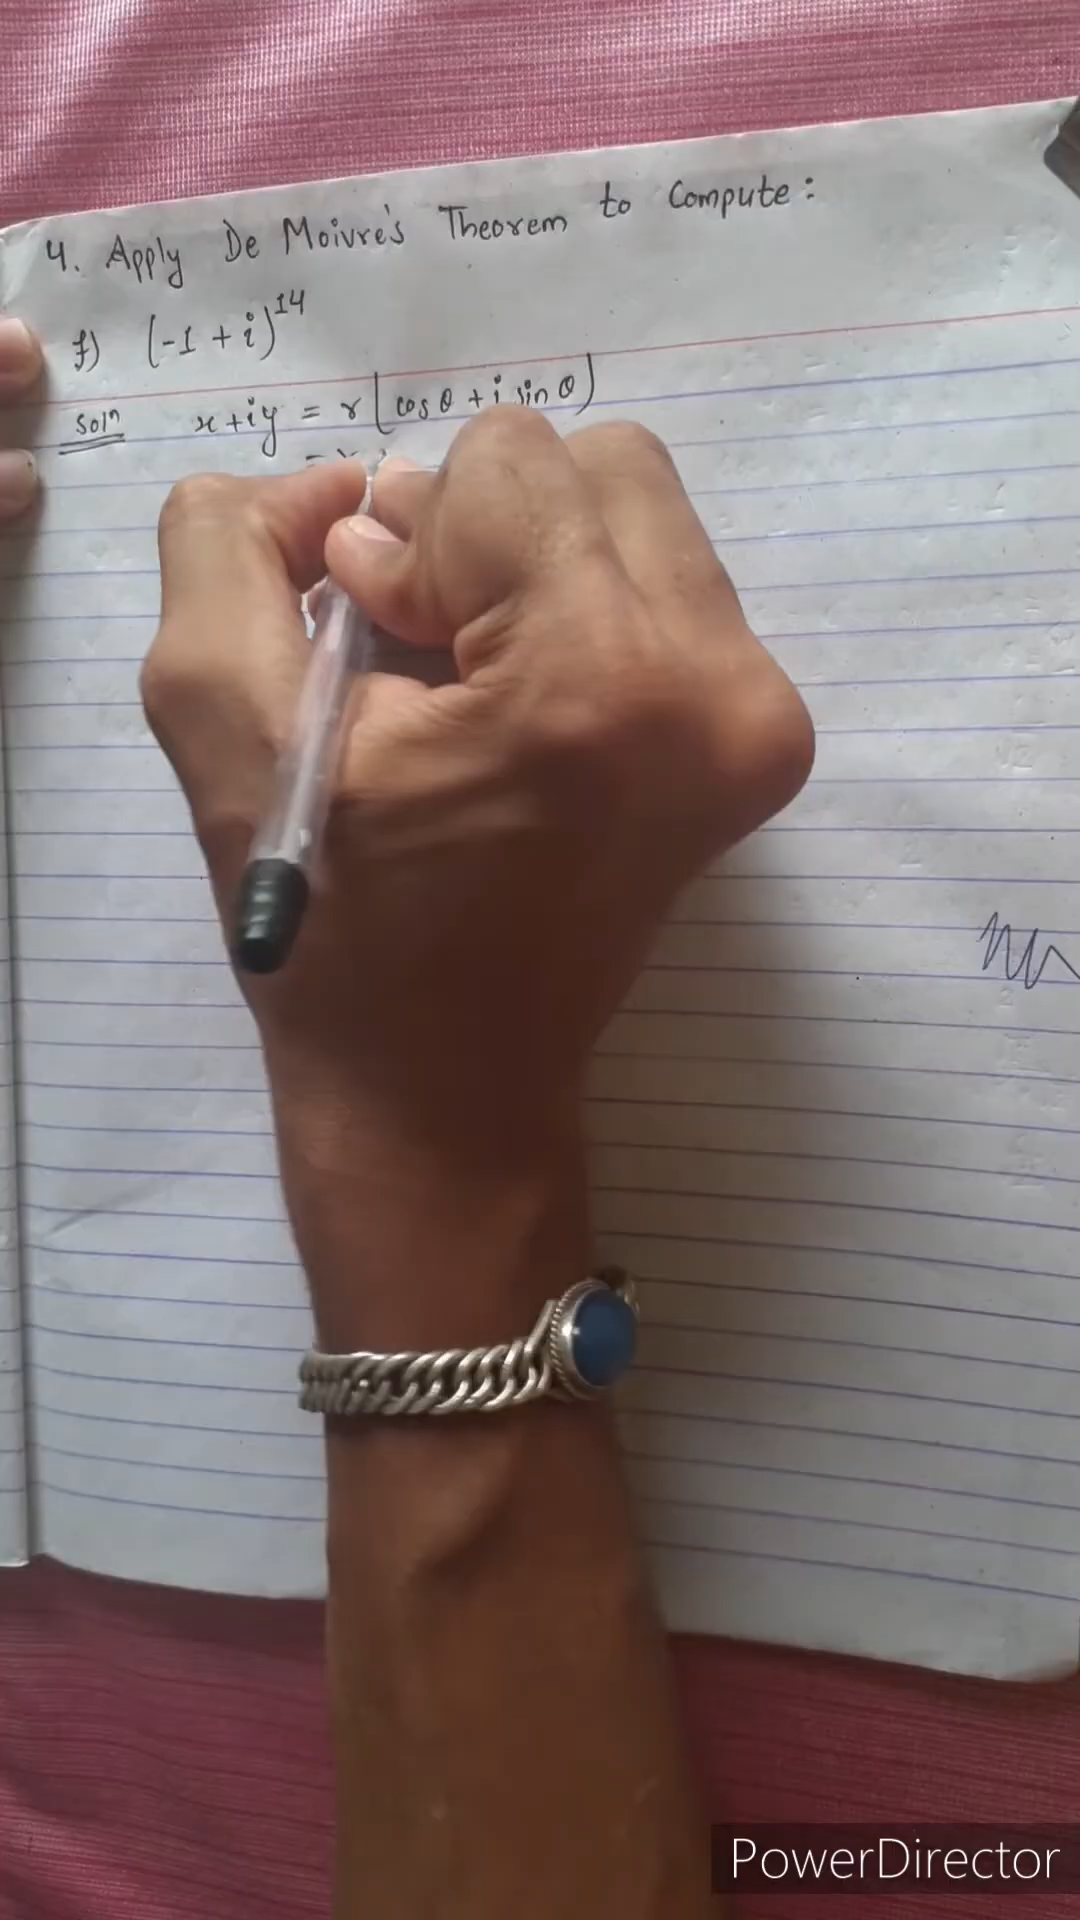 4. Apply De Moivre's Theorem to Compute:
f) (-1 + i)^14
Solⁿ x+iy = r(cos θ + i sin θ)
PowerDirector